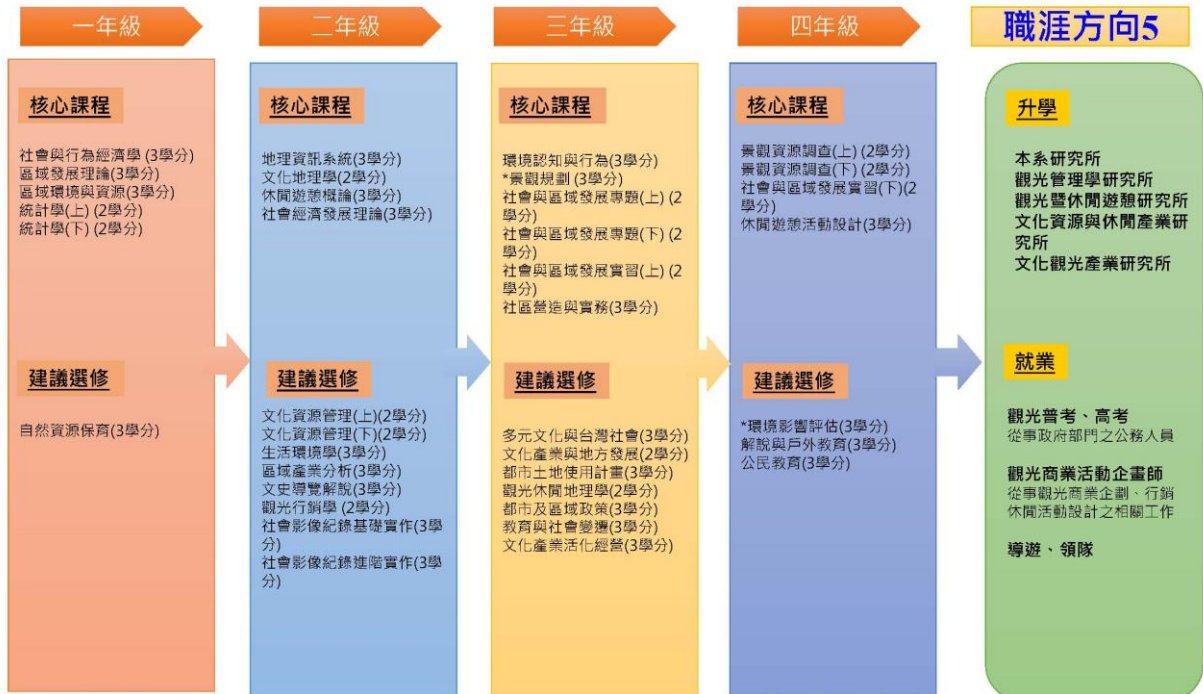 一年級
核心課程
社會與行為經濟學 (3學分)
區域發展理論(3學分)
區域環境與資源(3學分)
統計學(上) (2學分)
統計學(下) (2學分)
建議選修
自然資源保育(3學分)
二年級
核心課程
地理資訊系統(3學分)
文化地理學(2學分)
休閒遊憩概論(3學分)
社會經濟發展理論(3學分)
建議選修
文化資源管理(上)(2學分)
文化資源管理(下)(2學分)
生活環境學(3學分)
區域產業分析(3學分)
文史導覽解說(3學分)
觀光行銷學 (2學分)
社會影像紀錄基礎實作(3學
分)
社會影像紀錄進階實作(3學
分)
三年級
核心課程
環境認知與行為(3學分)
*景觀規劃 (3學分)
社會與區域發展專題(上) (2
學分)
社會與區域發展專題(下) (2
學分)
社會與區域發展實習(上) (2
學分)
社區營造與實務(3學分)
建議選修
多元文化與台灣社會(3學分)
文化產業與地方發展(2學分)
都市土地使用計畫(3學分)
觀光休閒地理學(2學分)
都市及區域政策(3學分)
教育與社會變遷(3學分)
文化產業活化經營(3學分)
四年級
核心課程
景觀資源調查(上) (2學分)
景觀資源調查(下) (2學分)
社會與區域發展實習(下)(2
學分)
休閒遊憩活動設計(3學分)
建議選修
*環境影響評估(3學分)
解說與戶外教育(3學分)
公民教育(3學分)
職涯方向5
升學
本系研究所
觀光管理學研究所
觀光暨休閒遊憩研究所
文化資源與休閒產業研
究所
文化觀光產業研究所
就業
觀光普考、高考
從事政府部門之公務人員
觀光商業活動企畫師
從事觀光商業企劃、行銷
休閒活動設計之相關工作
導遊、領隊